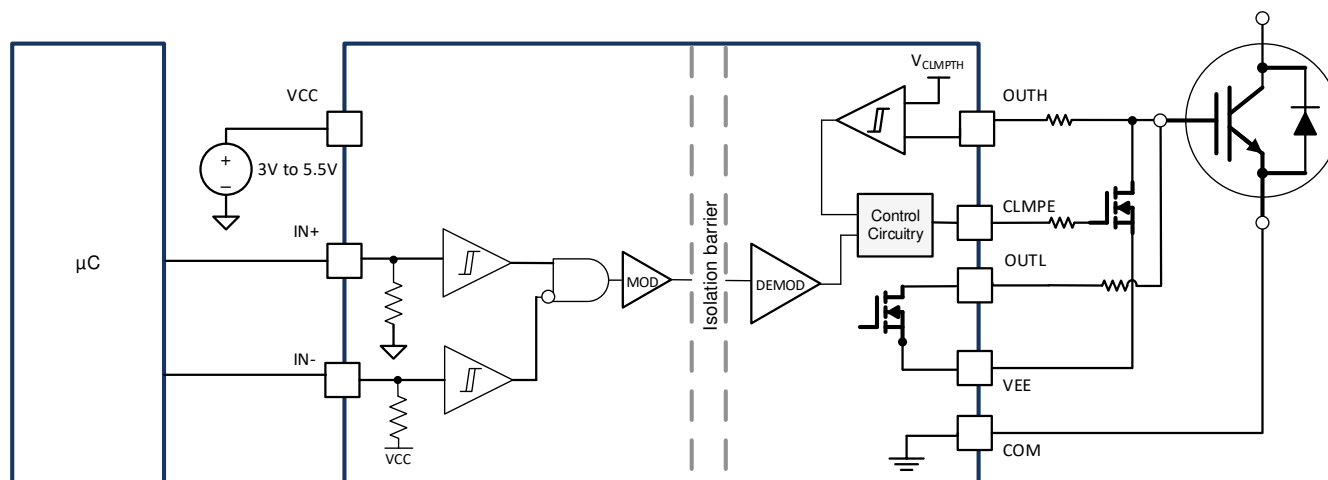 µC
VCC
+
−
3V to 5.5V
IN+
IN-
VCC
MOD
Isolation barrier
DEMOD
VCLMPTH
Control
Circuitry
OUTH
CLMPE
OUTL
VEE
COM